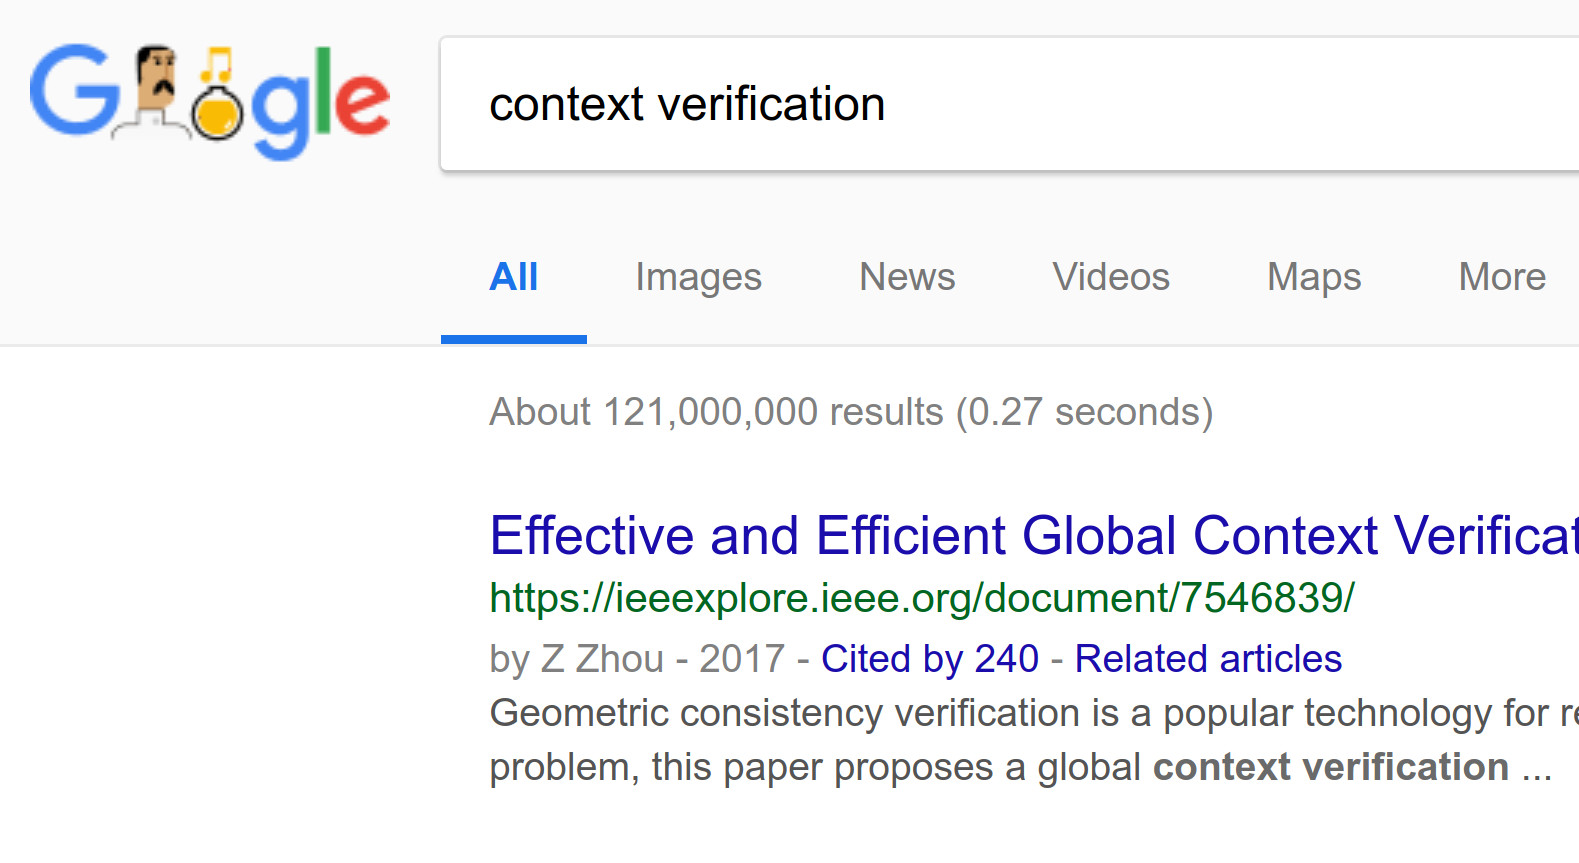 Google
context verification
All Images News Videos Maps More
About 121,000,000 results (0.27 seconds)
Effective and Efficient Global Context
https://ieeexplore.ieee.org/document/7546839/
by Z Zhou - 2017 - Cited by 240 - Related articles
Geometric consistency verification is a popular technology for
problem, this paper proposes a global context verification ...